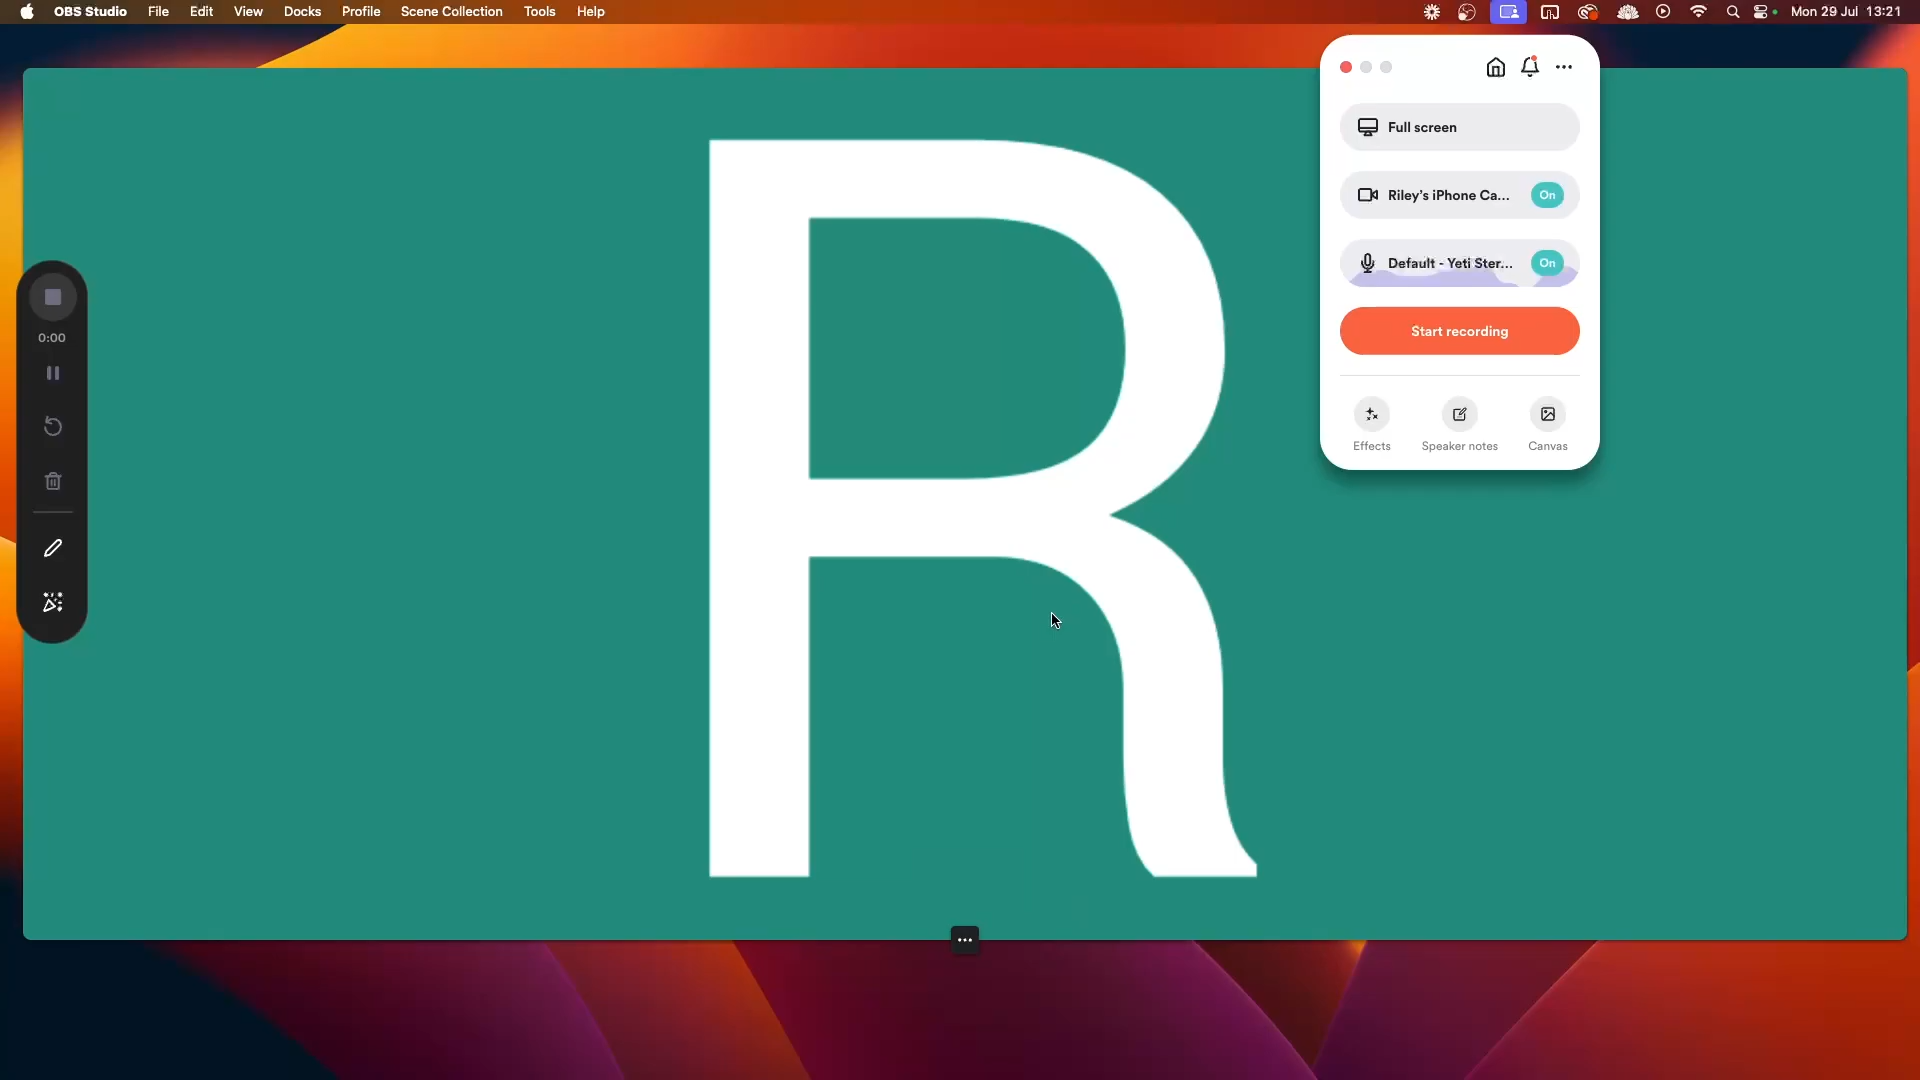 OBS Studio File Edit View Docks Profile Scene Collection Tools Help Mon 29 Jul 13:21
Full screen
Riley’s iPhone Ca... On
Default - Yeti Ster... On
Start recording
Effects Speaker notes Canvas
0:00
R